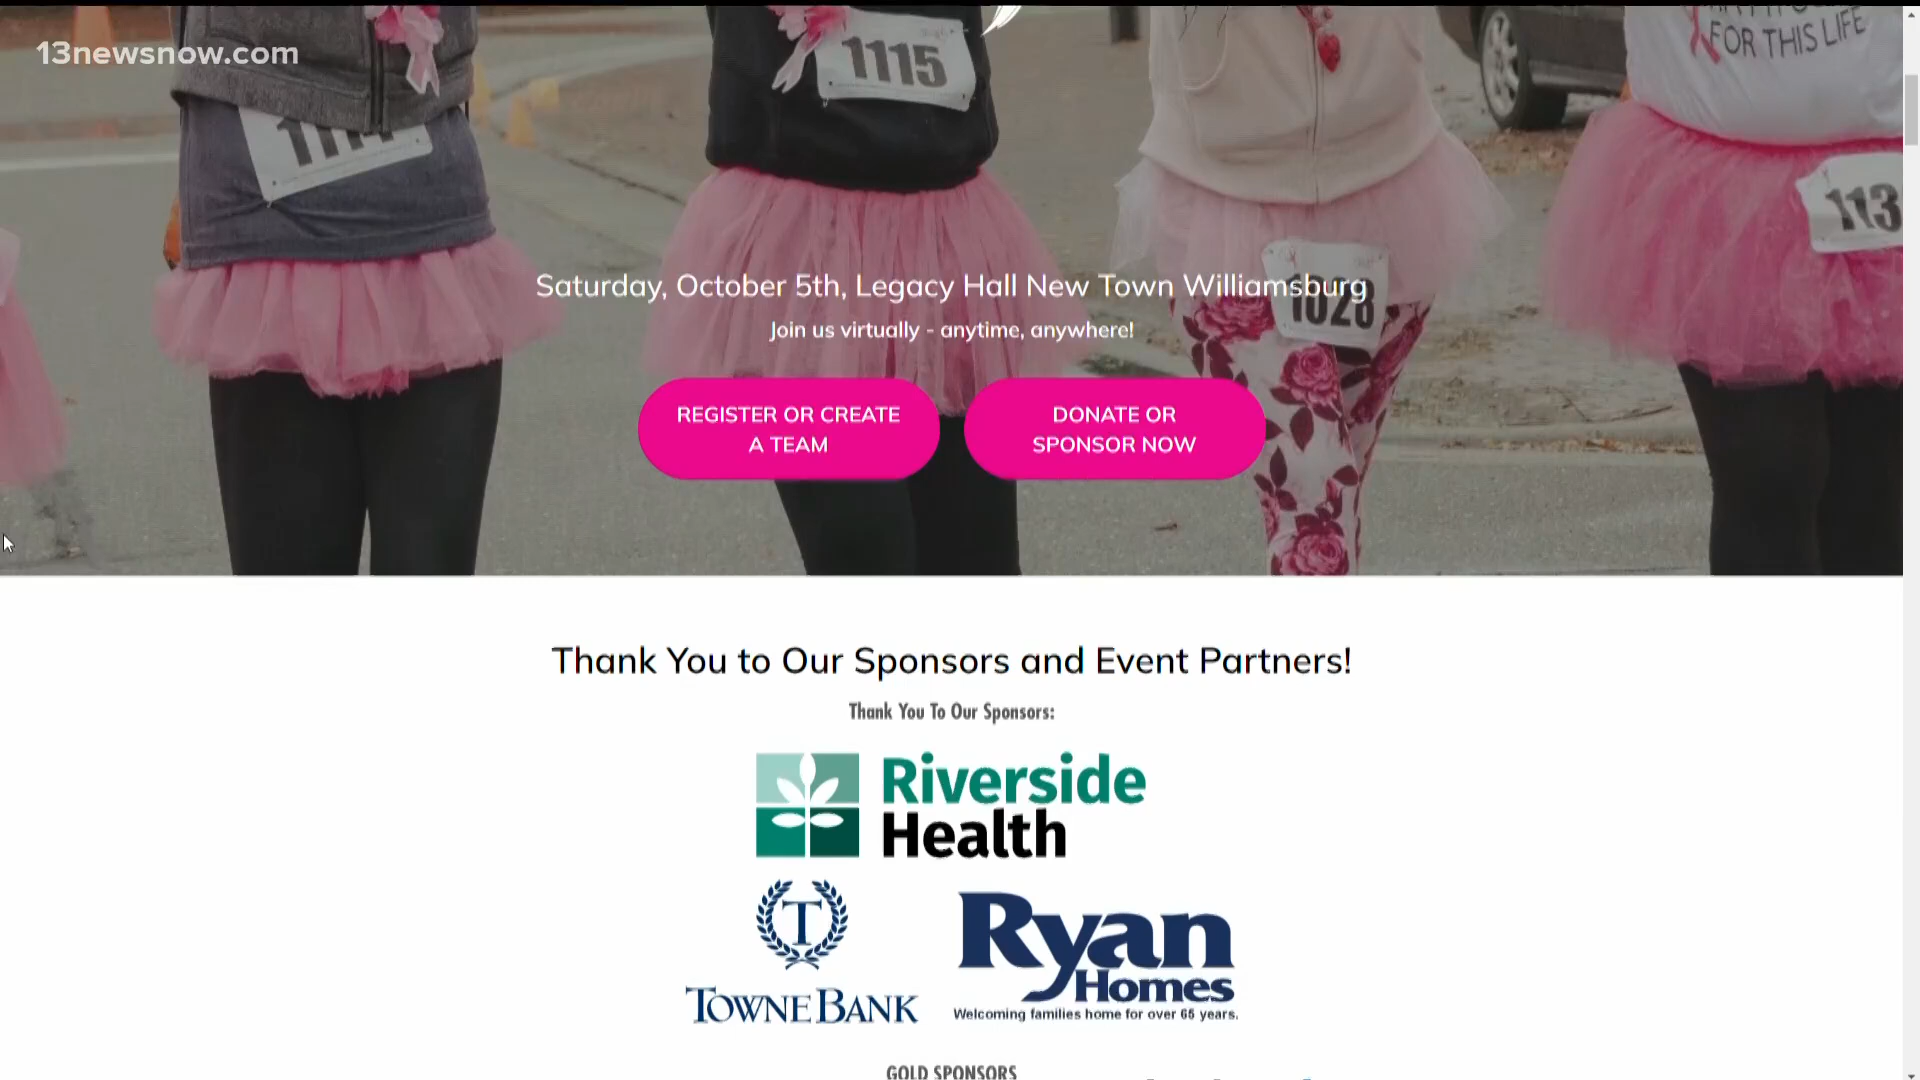 13newsnow.com
1115
FOR THIS LIFE
113
1028
Saturday, October 5th, Legacy Hall New Town Williamsburg
Join us virtually - anytime, anywhere!
REGISTER OR CREATE
A TEAM
DONATE OR
SPONSOR NOW
Thank You to Our Sponsors and Event Partners!
Thank You To Our Sponsors:
Riverside
Health
T
TOWNEBANK
Ryan
Homes
Welcoming families home for over 65 years.
GOLD SPONSORS